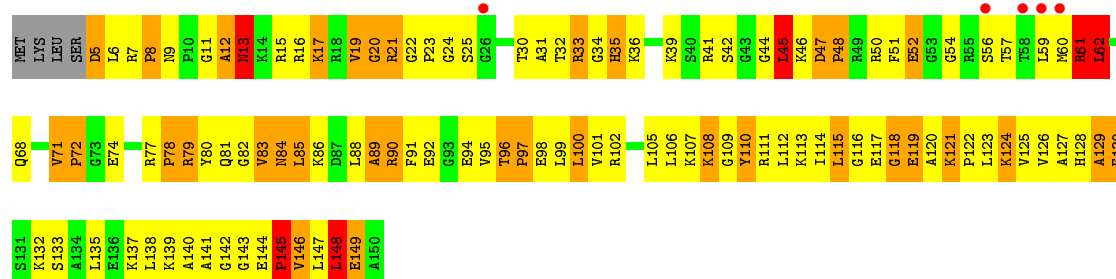 MET LYS LEU SER D5 L6 R7 P8 N9 P10 G11 A12 N13 K14 R15 R16 K17 R18 V19 G20 R21 G22 P23 G24 S25 G26 T30 A31 T32 R33 G34 H35 K36 K39 S40 R41 S42 G43 G44 L45 K46 D47 P48 R49 R50 F51 E52 G53 G54 R55 S56 T57 T58 L59 M60 R61 L62
Q68 V71 P72 G73 E74 R77 P78 R79 Y80 Q81 G82 V83 N84 L85 K86 D87 L88 A89 R90 F91 E92 G93 E94 V95 T96 P97 E98 L99 L100 V101 R102 L105 L106 K107 K108 G109 Y110 R111 L112 K113 I114 L115 G116 E117 G118 E119 A120 K121 P122 L123 K124 V125 V126 A127 H128 A129
S131 K132 S133 A134 L135 E136 K137 L138 K139 A140 A141 G142 G143 E144 P145 V146 L147 L148 E149 A150